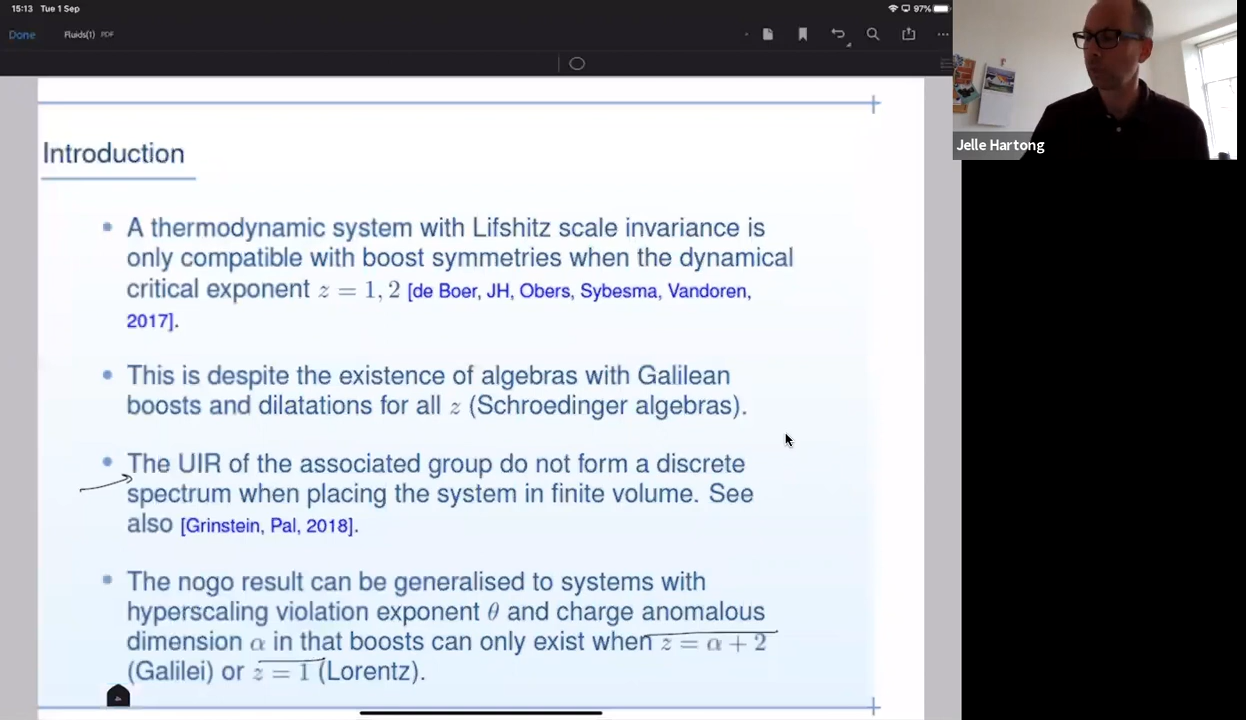 15:13 Tue 1 Sep
97%
Done
Fluids(1) PDF
Jelle Hartong
Introduction
• A thermodynamic system with Lifshitz scale invariance is
only compatible with boost symmetries when the dynamical
critical exponent z = 1, 2 [de Boer, JH, Obers, Sybesma, Vandoren,
2017].
• This is despite the existence of algebras with Galilean
boosts and dilatations for all z (Schroedinger algebras).
• The UIR of the associated group do not form a discrete
spectrum when placing the system in finite volume. See
also [Grinstein, Pal, 2018].
• The nogo result can be generalised to systems with
hyperscaling violation exponent θ and charge anomalous
dimension α in that boosts can only exist when z = α + 2
(Galilei) or z = 1 (Lorentz).